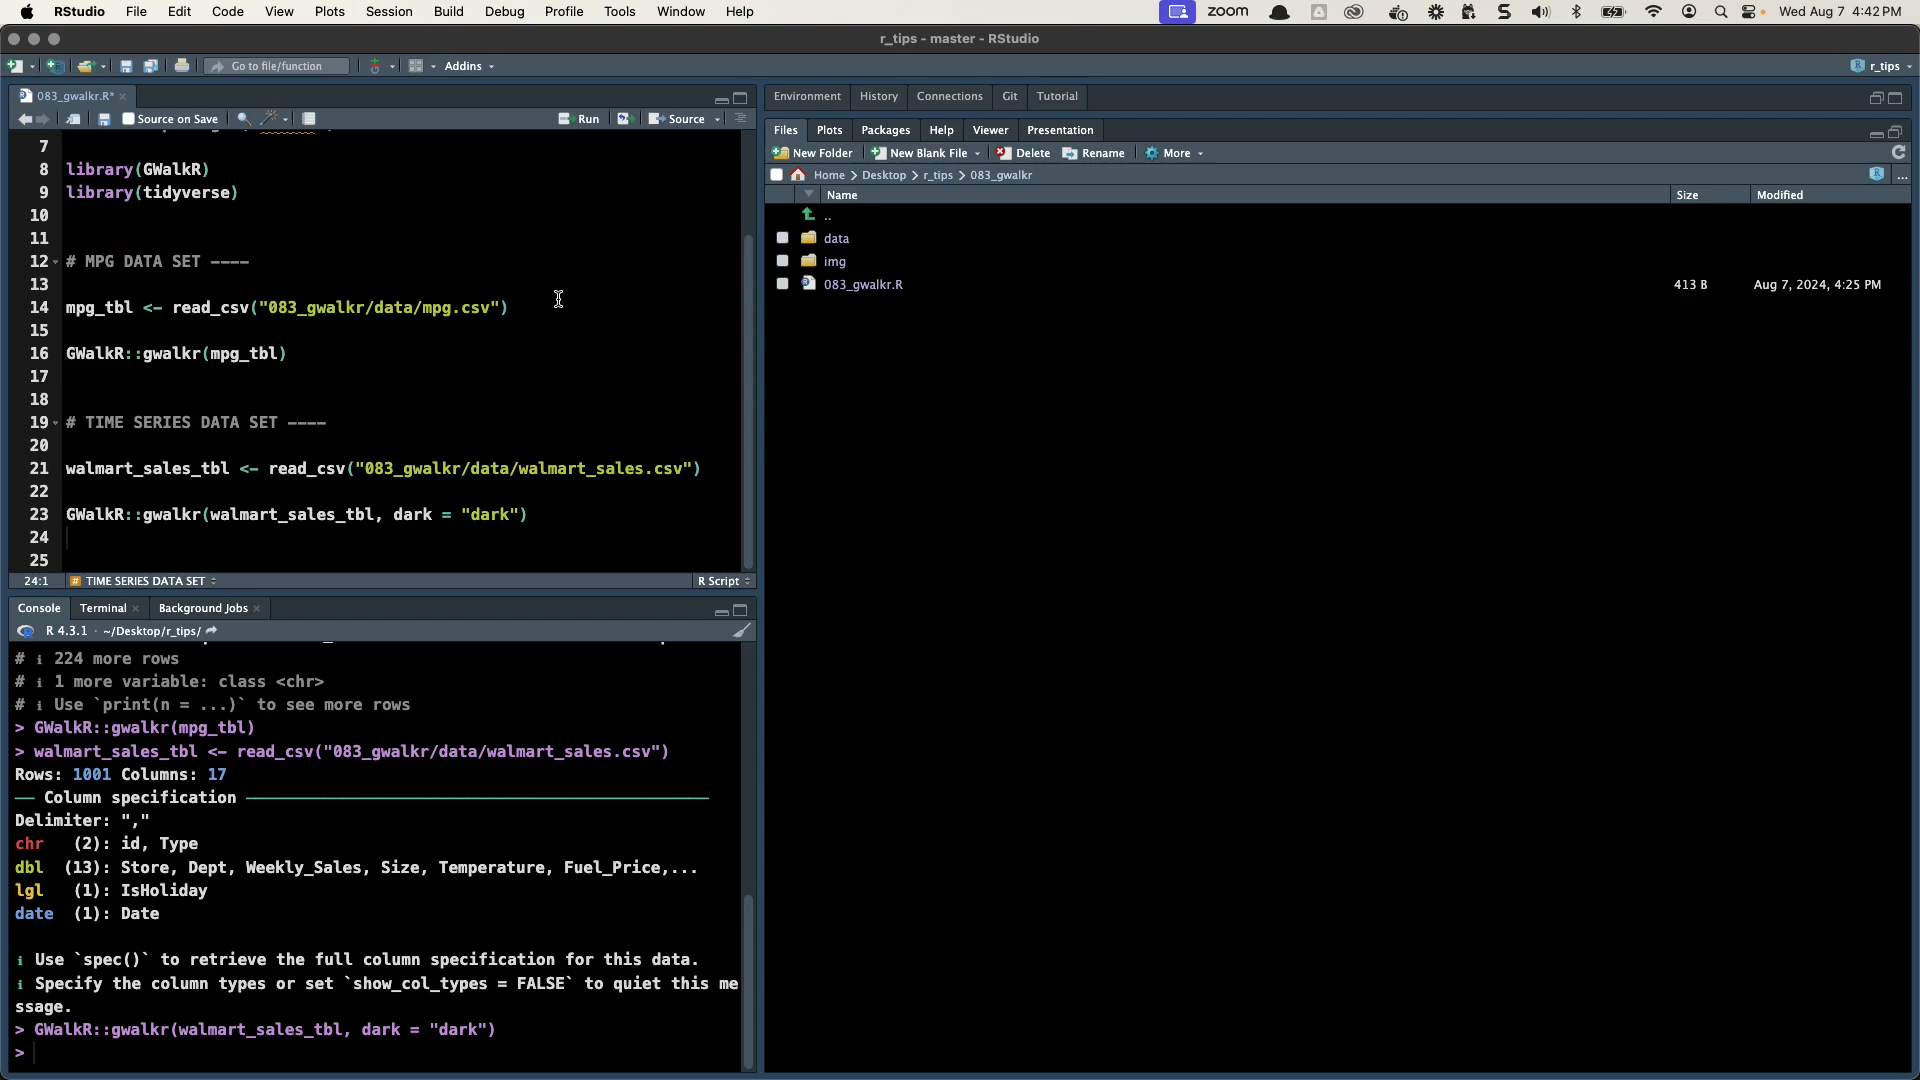 RStudio File Edit Code View Plots Session Build Debug Profile Tools Window Help zoom Wed Aug 7 4:42 PM
r_tips - master - RStudio
Go to file/function Addins r_tips
083_gwalkr.R*
Source on Save Run Source
7
8 library(GWalkR)
9 library(tidyverse)
10
11
12 # MPG DATA SET ----
13
14 mpg_tbl <- read_csv("083_gwalkr/data/mpg.csv")
15
16 GWalkR::gwalkr(mpg_tbl)
17
18
19 # TIME SERIES DATA SET ----
20
21 walmart_sales_tbl <- read_csv("083_gwalkr/data/walmart_sales.csv")
22
23 GWalkR::gwalkr(walmart_sales_tbl, dark = "dark")
24
25
24:1 # TIME SERIES DATA SET R Script
Console Terminal Background Jobs
R 4.3.1 · ~/Desktop/r_tips/
# ℹ 224 more rows
# ℹ 1 more variable: class <chr>
# ℹ Use `print(n = ...)` to see more rows
> GWalkR::gwalkr(mpg_tbl)
> walmart_sales_tbl <- read_csv("083_gwalkr/data/walmart_sales.csv")
Rows: 1001 Columns: 17
── Column specification ──────────────────────
Delimiter: ","
chr (2): id, Type
dbl (13): Store, Dept, Weekly_Sales, Size, Temperature, Fuel_Price,...
lgl (1): IsHoliday
date (1): Date
ℹ Use `spec()` to retrieve the full column specification for this data.
ℹ Specify the column types or set `show_col_types = FALSE` to quiet this me
ssage.
> GWalkR::gwalkr(walmart_sales_tbl, dark = "dark")
>
Environment History Connections Git Tutorial
Files Plots Packages Help Viewer Presentation
New Folder New Blank File Delete Rename More
Home > Desktop > r_tips > 083_gwalkr ...
Name Size Modified
..
data
img
083_gwalkr.R 413 B Aug 7, 2024, 4:25 PM